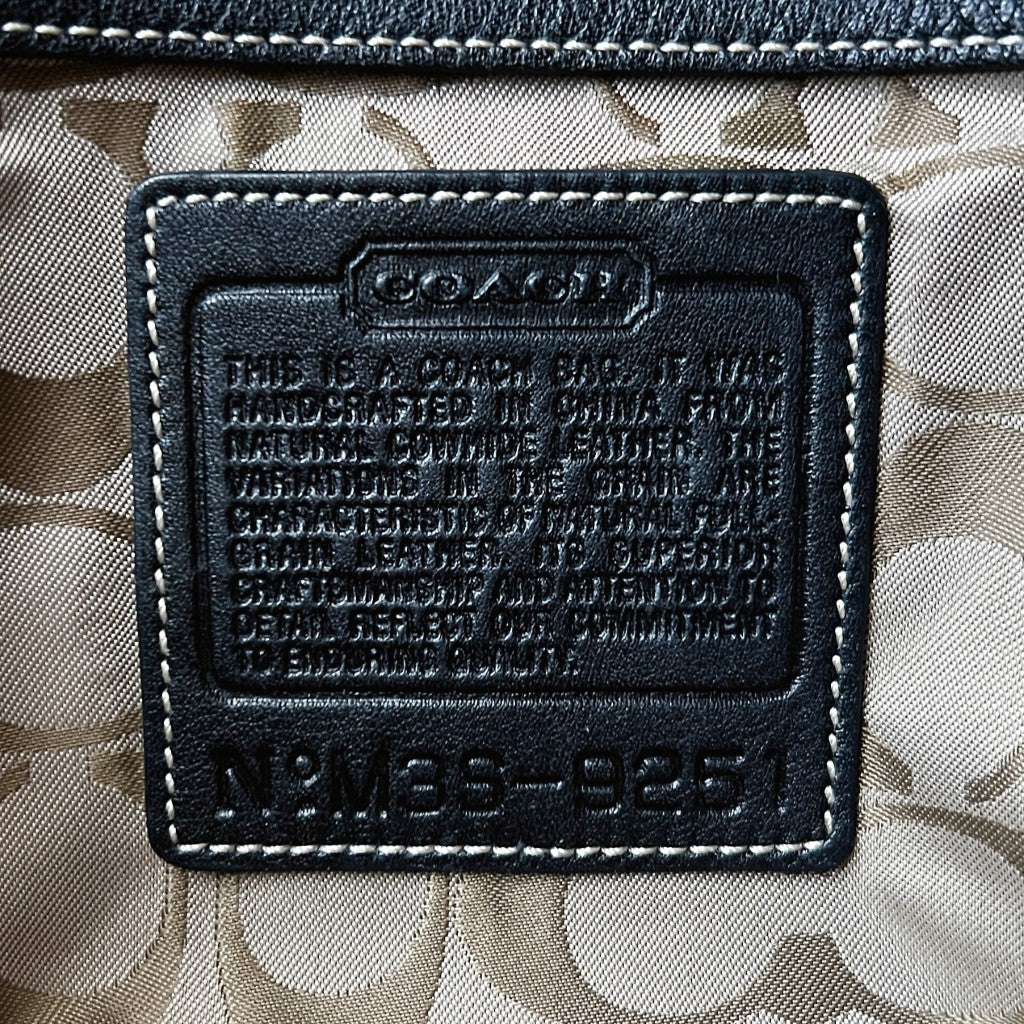 COACH
THIS IS A COACH BAG. IT WAS
HANDCRAFTED IN CHINA FROM
NATURAL COWHIDE LEATHER. THE
VARIATIONS IN THE GRAIN ARE
CHARACTERISTIC OF NATURAL FULL-
GRAIN LEATHER. ITS SUPERIOR
CRAFTSMANSHIP AND ATTENTION TO
DETAIL REFLECT OUR COMMITMENT
TO ENDURING QUALITY.
Nº M3S-9251